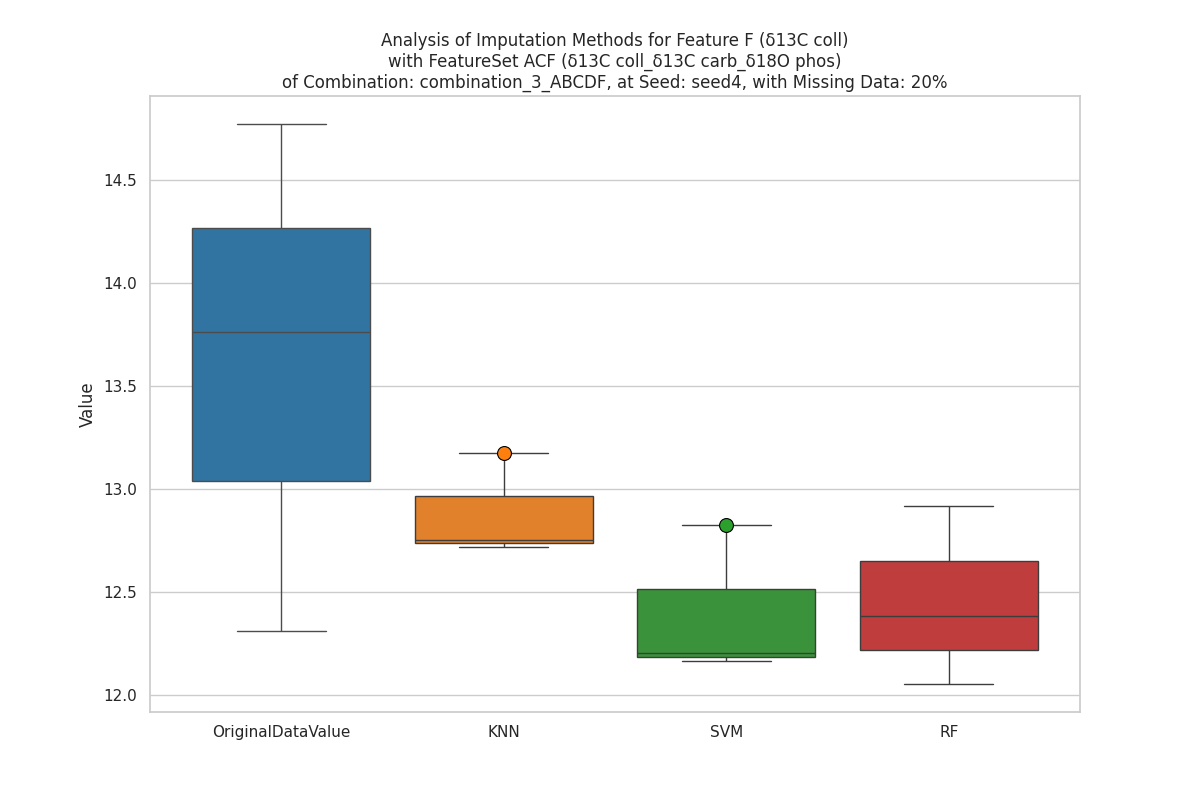 Analysis of Imputation Methods for Feature F (δ13C coll)
with FeatureSet ACF (δ13C coll_δ13C carb_δ18O phos)
of Combination: combination_3_ABCDF, at Seed: seed4, with Missing Data: 20%
Value
14.5
14.0
13.5
13.0
12.5
12.0
OriginalDataValue
KNN
SVM
RF